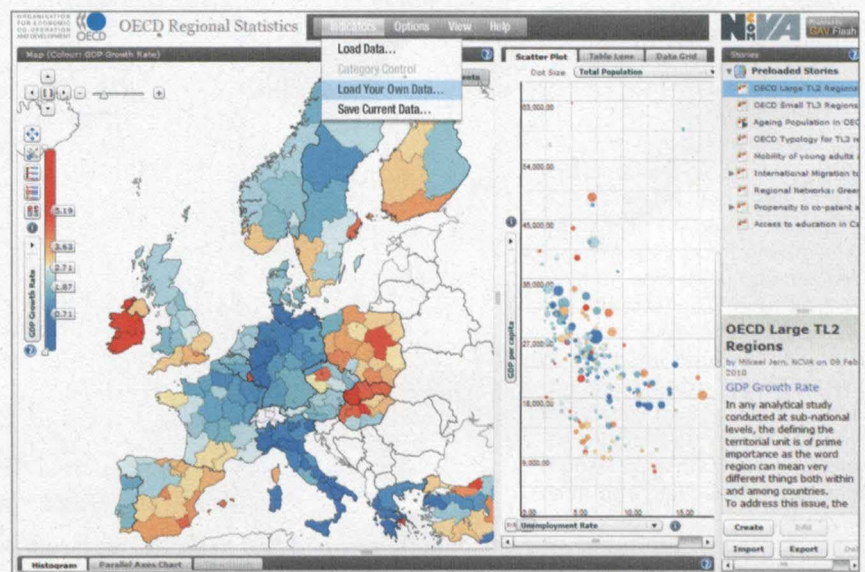 ORGANISATION
FOR ECONOMIC
CO-OPERATION
AND DEVELOPMENT
OECD
OECD Regional Statistics
Indicators Options View Help
NCOMVA
Powered by
GAV Flash
Map (Colour: GDP Growth Rate)
Load Data...
Category Control
Load Your Own Data...
Save Current Data...
5.19
3.63
2.71
1.87
0.71
GDP Growth Rate
Scatter Plot Table Lens Data Grid
Dot Size Total Population
63,000.00
54,000.00
45,000.00
36,000.00
27,000.00
18,000.00
9,000.00
GDP per capita
5.00 10.00 15.00
Unemployment Rate
Stories
Preloaded Stories
OECD Large TL2 Regions
OECD Small TL3 Regions
Ageing Population in OEC
OECD Typology for TL2
Mobility of young adults
International Migration
Regional Networks: Gree
Propensity to co-patent
Access to education in Ca
OECD Large TL2
Regions
by Mikael Jern, NCVA on 09 Feb
2010
GDP Growth Rate
In any analytical study
conducted at sub-national
levels, the defining the
territorial unit is of prime
importance as the word
region can mean very
different things both within
and among countries.
To address this issue, the
Create Edit
Import Export De
Histogram Parallel Axes Chart